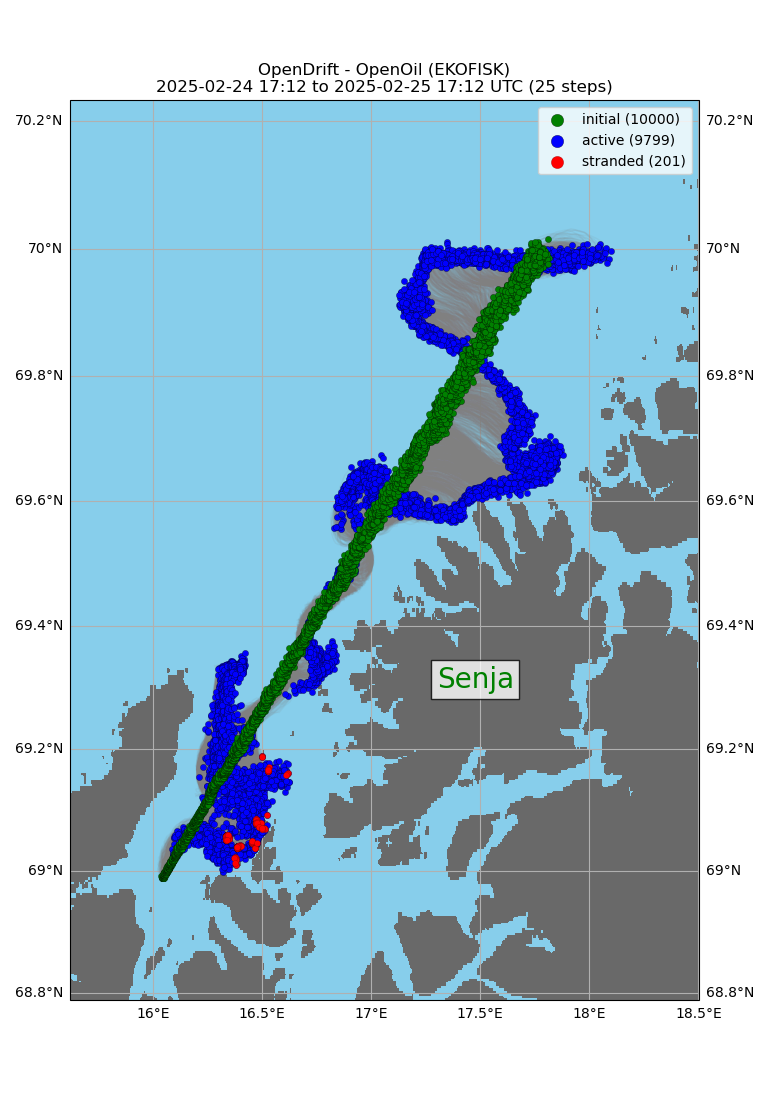 OpenDrift - OpenOil (EKOFISK)
2025-02-24 17:12 to 2025-02-25 17:12 UTC (25 steps)
initial (10000)
active (9799)
stranded (201)
70.2°N 70.2°N
70°N 70°N
69.8°N 69.8°N
69.6°N 69.6°N
69.4°N 69.4°N
Senja
69.2°N 69.2°N
69°N 69°N
68.8°N 68.8°N
16°E 16.5°E 17°E 17.5°E 18°E 18.5°E